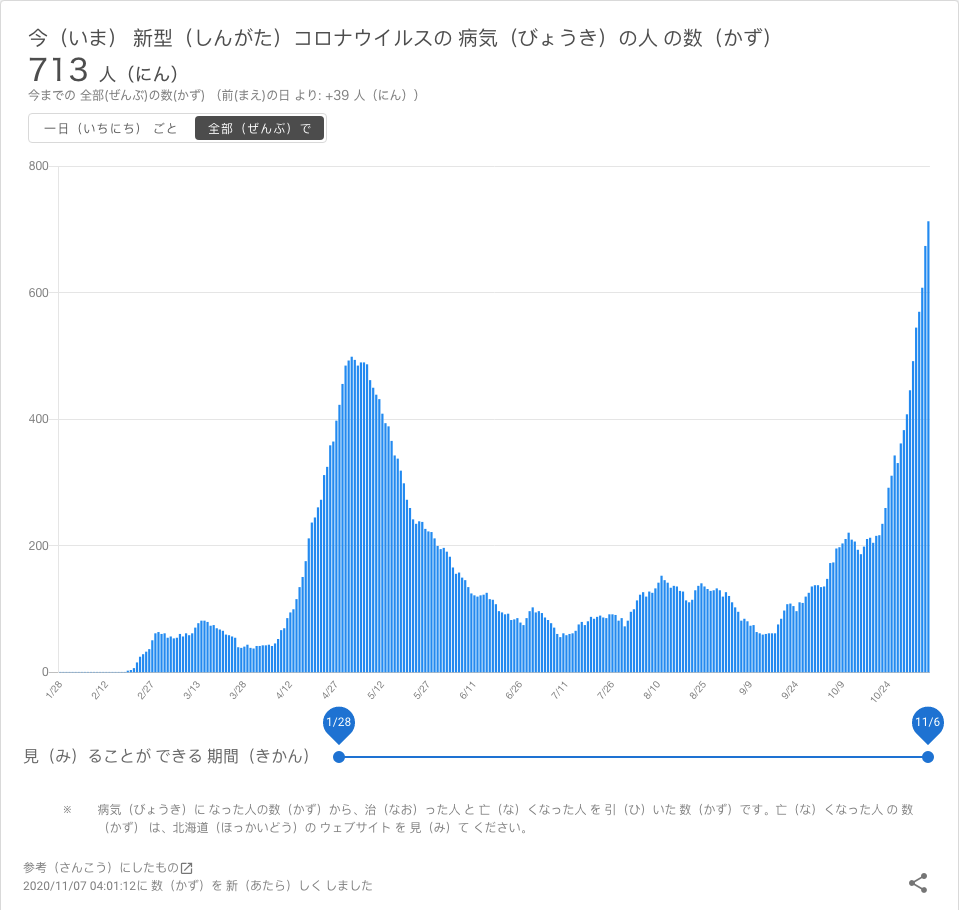 今（いま） 新型（しんがた）コロナウイルスの 病気（びょうき）の人 の数（かず）
713 人（にん）
今までの 全部(ぜんぶ)の数(かず) （前(まえ)の日 より: +39 人（にん））
一日（いちにち） ごと 全部（ぜんぶ）で
800
600
400
200
0
1/28 2/12 2/27 3/13 3/28 4/12 4/27 5/12 5/27 6/11 6/26 7/11 7/26 8/10 8/25 9/9 9/24 10/9 10/24
1/28 11/6
見（み）ることが できる 期間（きかん）
※ 病気（びょうき）に なった人の数（かず）から、治（なお）った人 と 亡（な）くなった人 を 引（ひ）いた 数（かず）です。亡（な）くなった人 の 数
（かず） は、北海道（ほっかいどう）の ウェブサイト を 見（み）て ください。
参考（さんこう）にしたもの
2020/11/07 04:01:12に 数（かず）を 新（あたら）しく しました